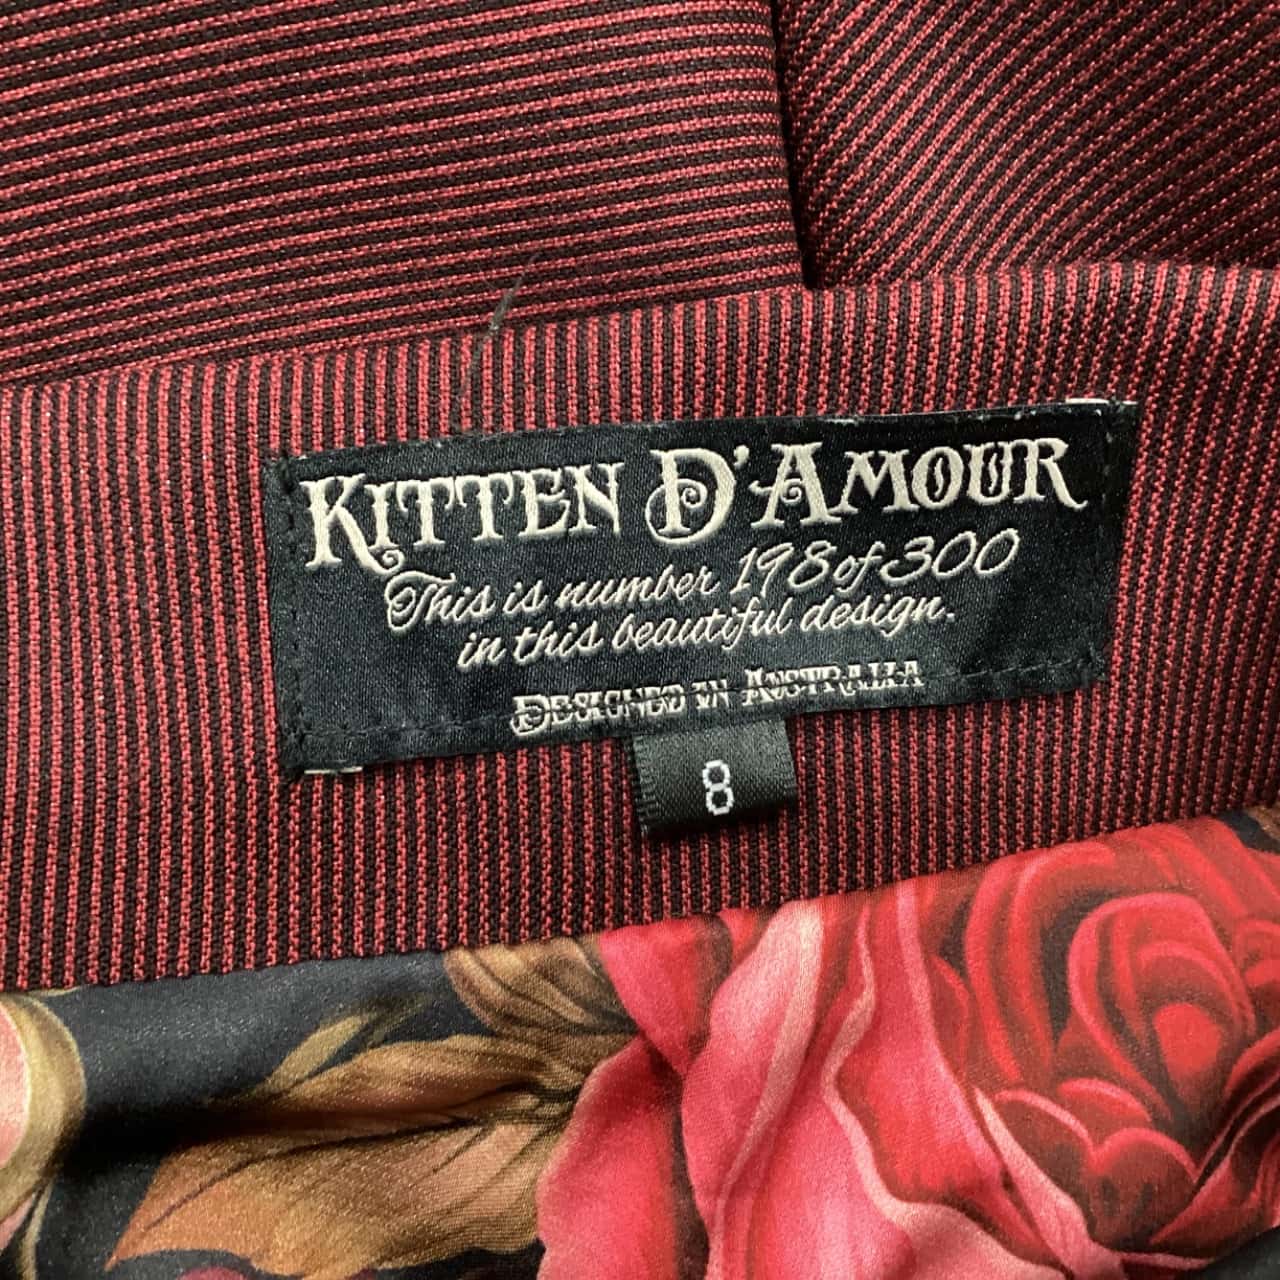 KITTEN D'AMOUR
This is number 198 of 300
in this beautiful design.
DESIGNED IN AUSTRALIA
8